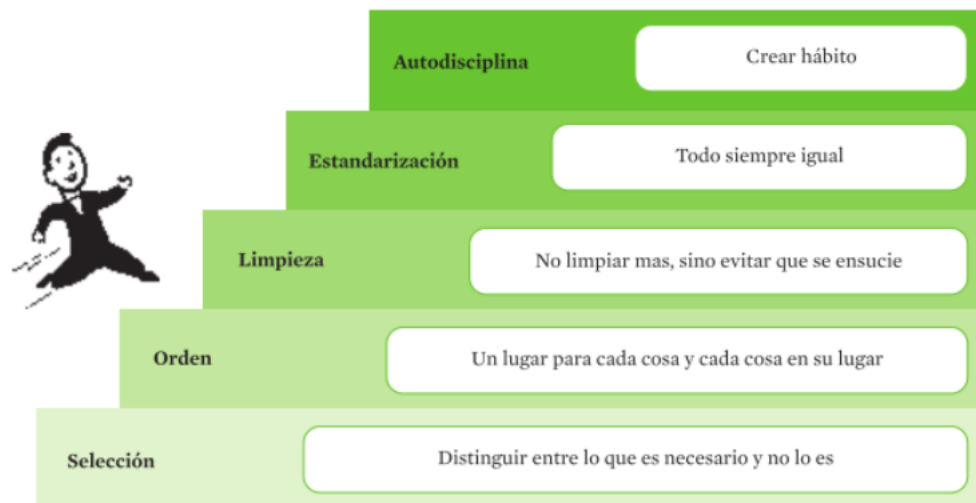 Autodisciplina
Crear hábito
Estandarización
Todo siempre igual
Limpieza
No limpiar mas, sino evitar que se ensucie
Orden
Un lugar para cada cosa y cada cosa en su lugar
Selección
Distinguir entre lo que es necesario y no lo es